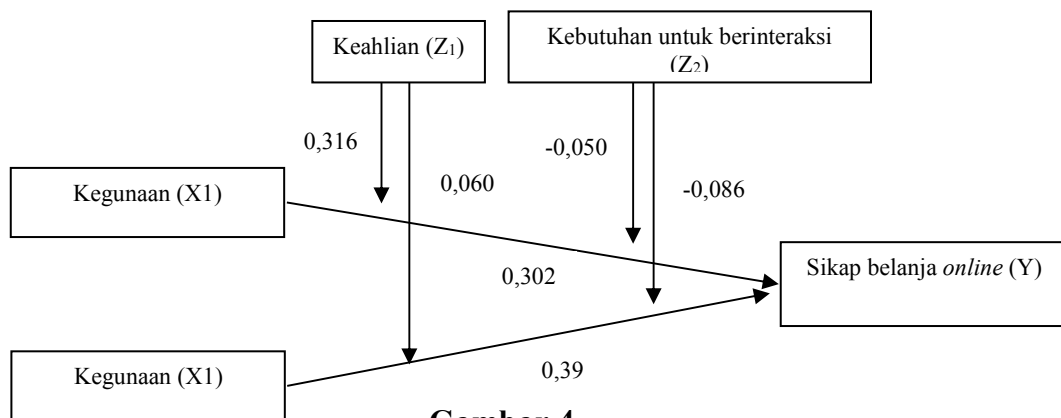 Keahlian (Z1)
Kebutuhan untuk berinteraksi
(Z2)
0,316
-0,050
0,060
-0,086
Kegunaan (X1)
Sikap belanja online (Y)
0,302
Kegunaan (X1)
0,39
Gambar 4